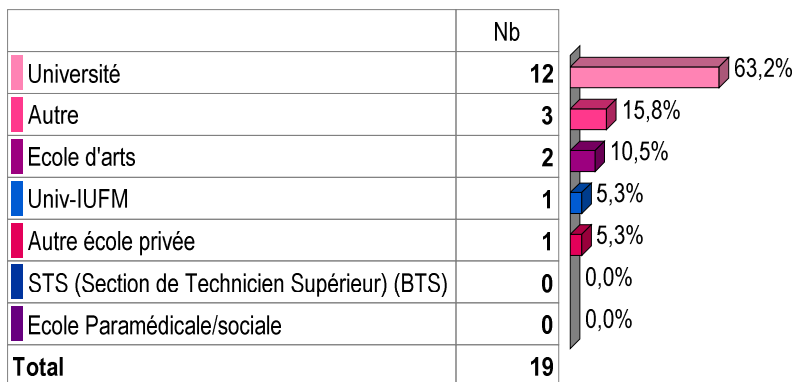 Nb
Université 12 63,2%
Autre 3 15,8%
Ecole d'arts 2 10,5%
Univ-IUFM 1 5,3%
Autre école privée 1 5,3%
STS (Section de Technicien Supérieur) (BTS) 0 0,0%
Ecole Paramédicale/sociale 0 0,0%
Total 19